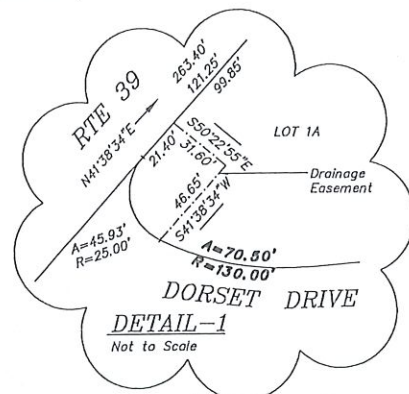 RTE 39
N41°38'34"E
263.40'
121.25'
99.85'
LOT 1A
S50°22'55"E
31.60'
21.40'
Drainage
Easement
46.65'
S41°38'34"W
A=45.93'
R=25.00'
A=70.50'
R=130.00'
DORSET DRIVE
DETAIL-1
Not to Scale